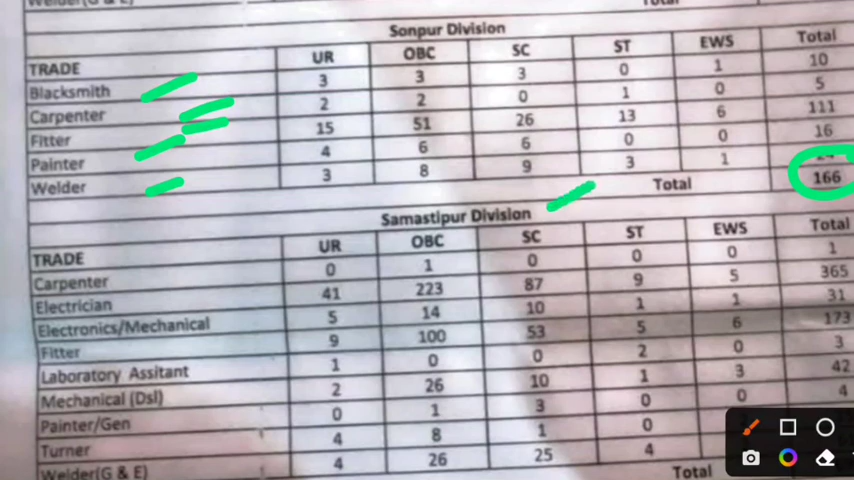 Sonpur Division
TRADE UR OBC SC ST EWS Total
Blacksmith 3 3 3 0 1 10
Carpenter 2 2 0 1 0 5
Fitter 15 51 26 13 6 111
Painter 4 6 6 0 0 16
Welder 3 8 9 3 1
Total 166
Samastipur Division
TRADE UR OBC SC ST EWS Total
Carpenter 0 1 0 0 0 1
Electrician 41 223 87 9 5 365
Electronics/Mechanical 5 14 10 1 1 31
Fitter 9 100 53 5 6 173
Laboratory Assitant 1 0 0 2 0 3
Mechanical (Dsl) 2 26 10 1 3 42
Painter/Gen 0 1 3 0 0 4
Turner 4 8 1 0
Welder(G & E) 4 26 25 4
Total